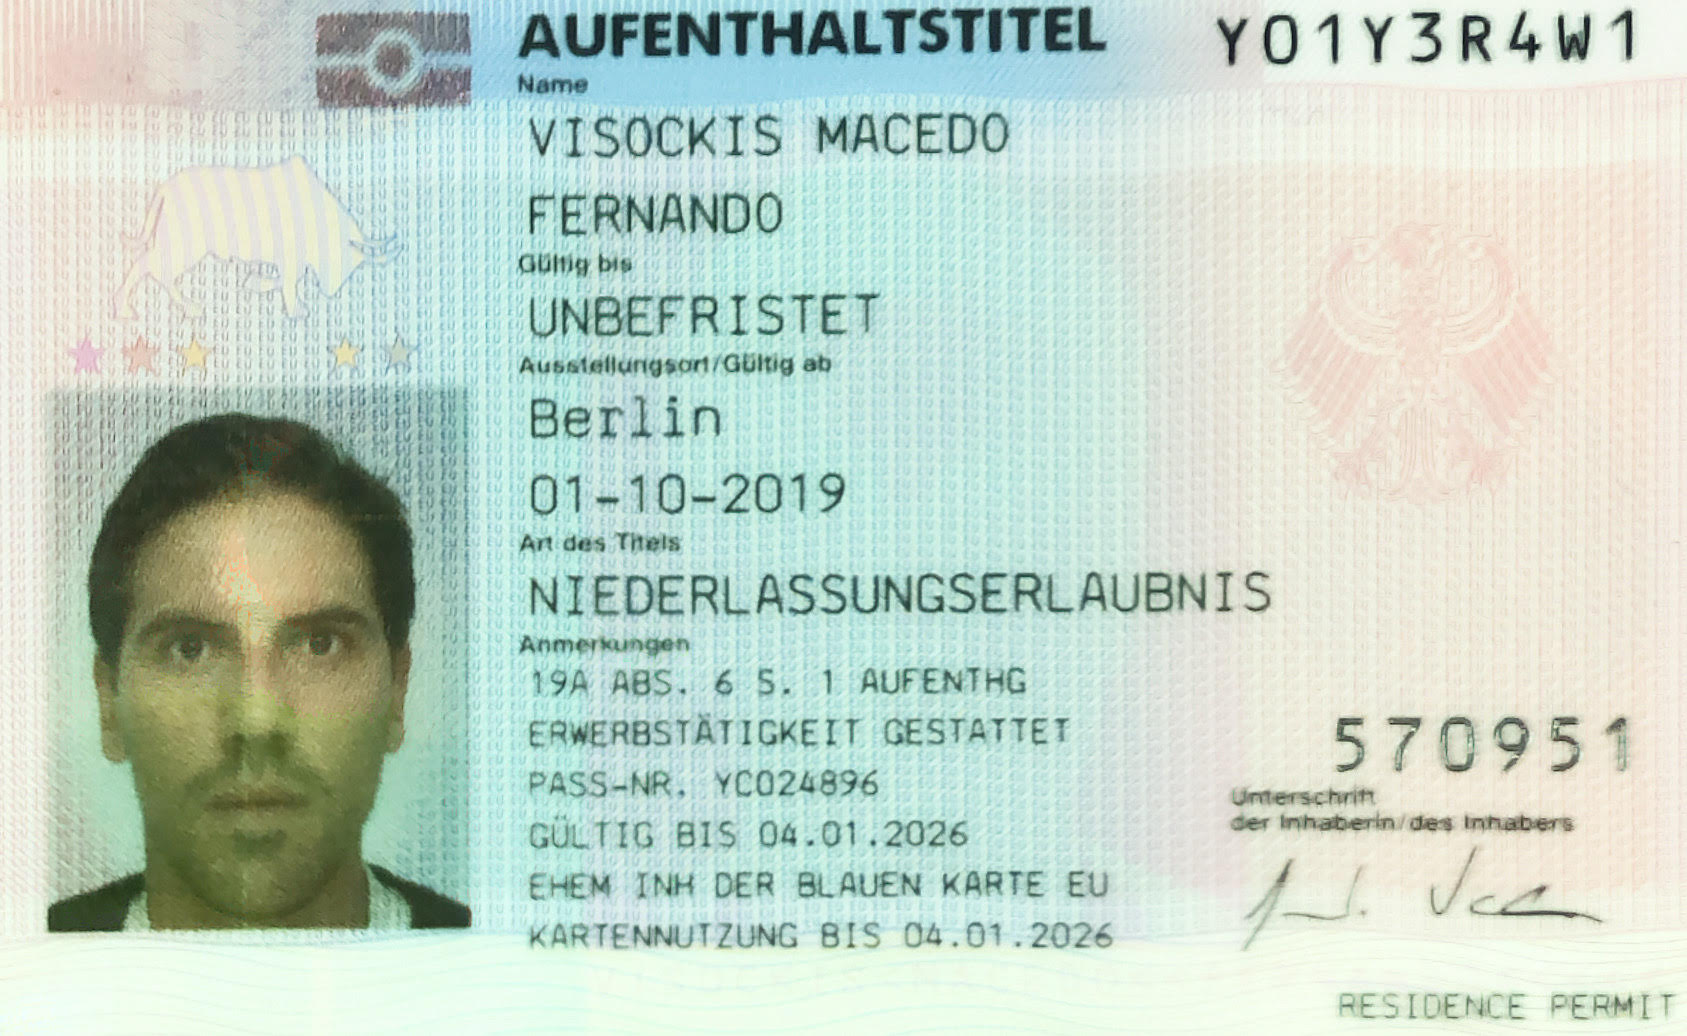 AUFENTHALTSTITEL
Y01Y3R4W1
Name
VISOCKIS MACEDO
FERNANDO
Gültig bis
UNBEFRISTET
Ausstellungsort/Gültig ab
Berlin
01-10-2019
Art des Titels
NIEDERLASSUNGSERLAUBNIS
Anmerkungen
19A ABS. 6 S. 1 AUFENTHG
ERWERBSTÄTIGKEIT GESTATTET
PASS-NR. YC024896
GÜLTIG BIS 04.01.2026
EHEM INH DER BLAUEN KARTE EU
KARTENNUTZUNG BIS 04.01.2026
570951
Unterschrift
der Inhaberin/des Inhabers
RESIDENCE PERMIT